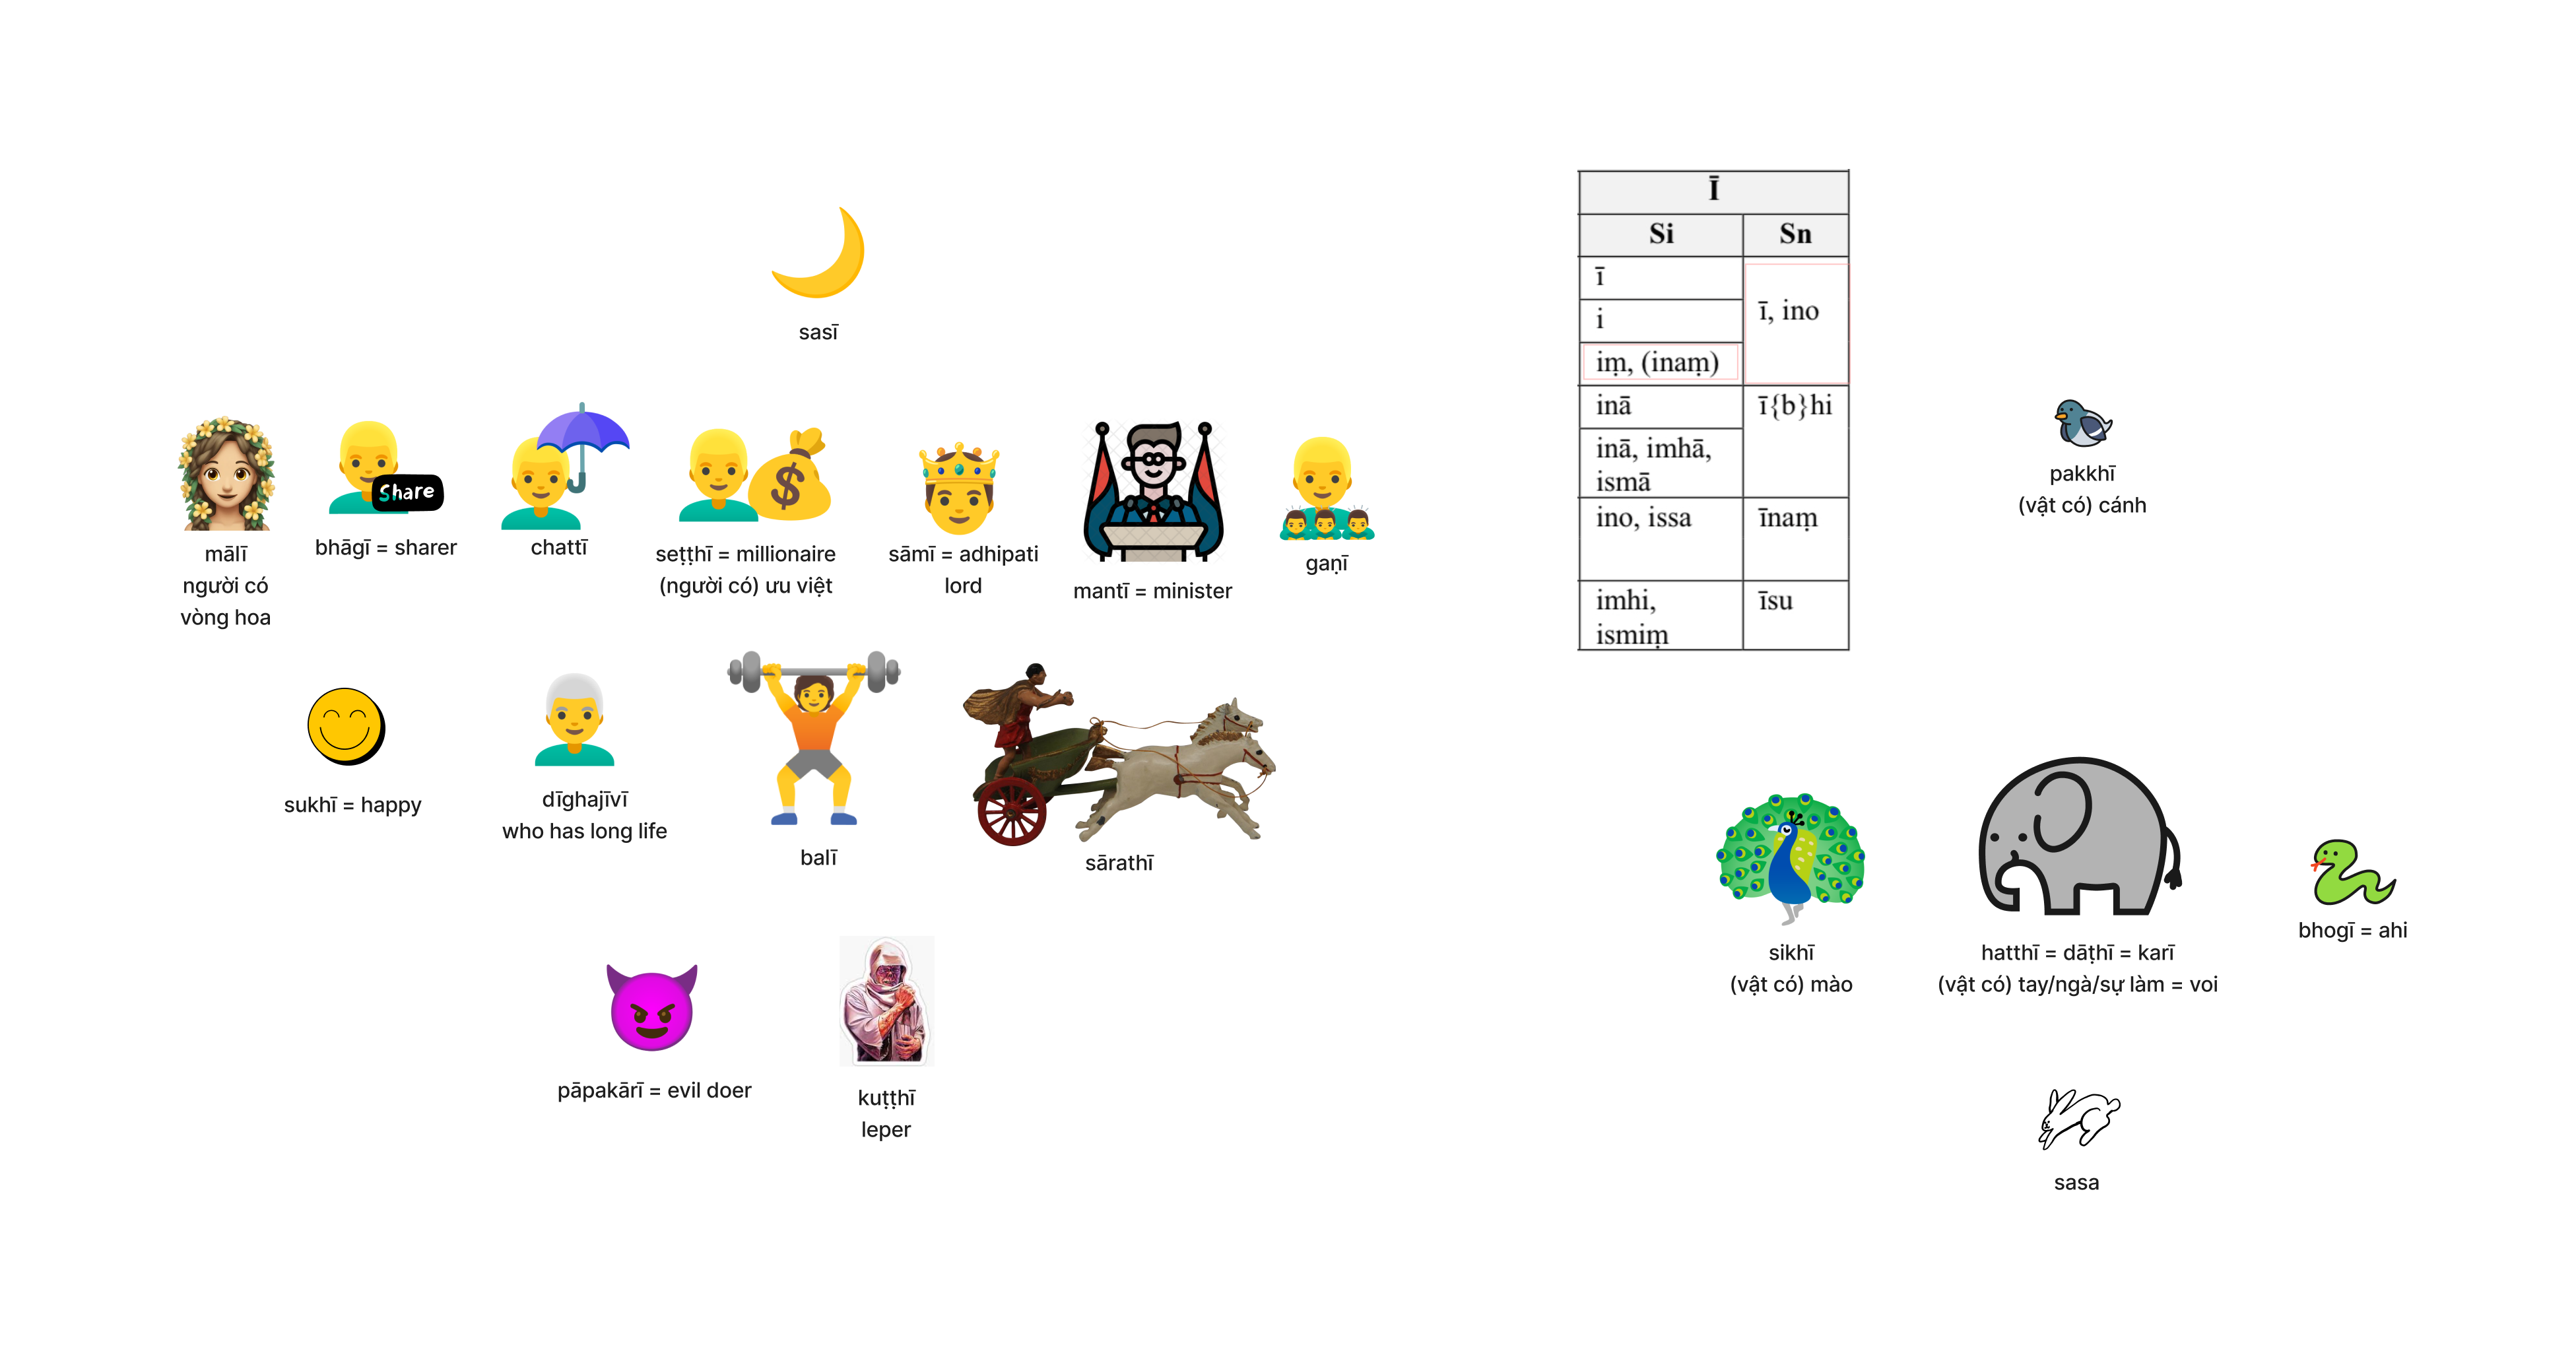 sasī
mālī
người có
vòng hoa
Share
bhāgī = sharer
chattī
$
seṭṭhī = millionaire
(người có) ưu việt
sāmī = adhipati
lord
mantī = minister
gaṇī
sukhī = happy
dīghajīvī
who has long life
balī
sārathī
pāpakārī = evil doer
kuṭṭhī
leper
Ī
Si Sn
ī
ī, ino
i
iṃ, (inaṃ)
inā ī{b}hi
inā, imhā,
ismā
ino, issa īnaṃ
imhi, īsu
ismiṃ
pakkhī
(vật có) cánh
sikhī
(vật có) mào
hatthī = dāṭhī = karī
(vật có) tay/ngà/sự làm = voi
bhogī = ahi
sasa